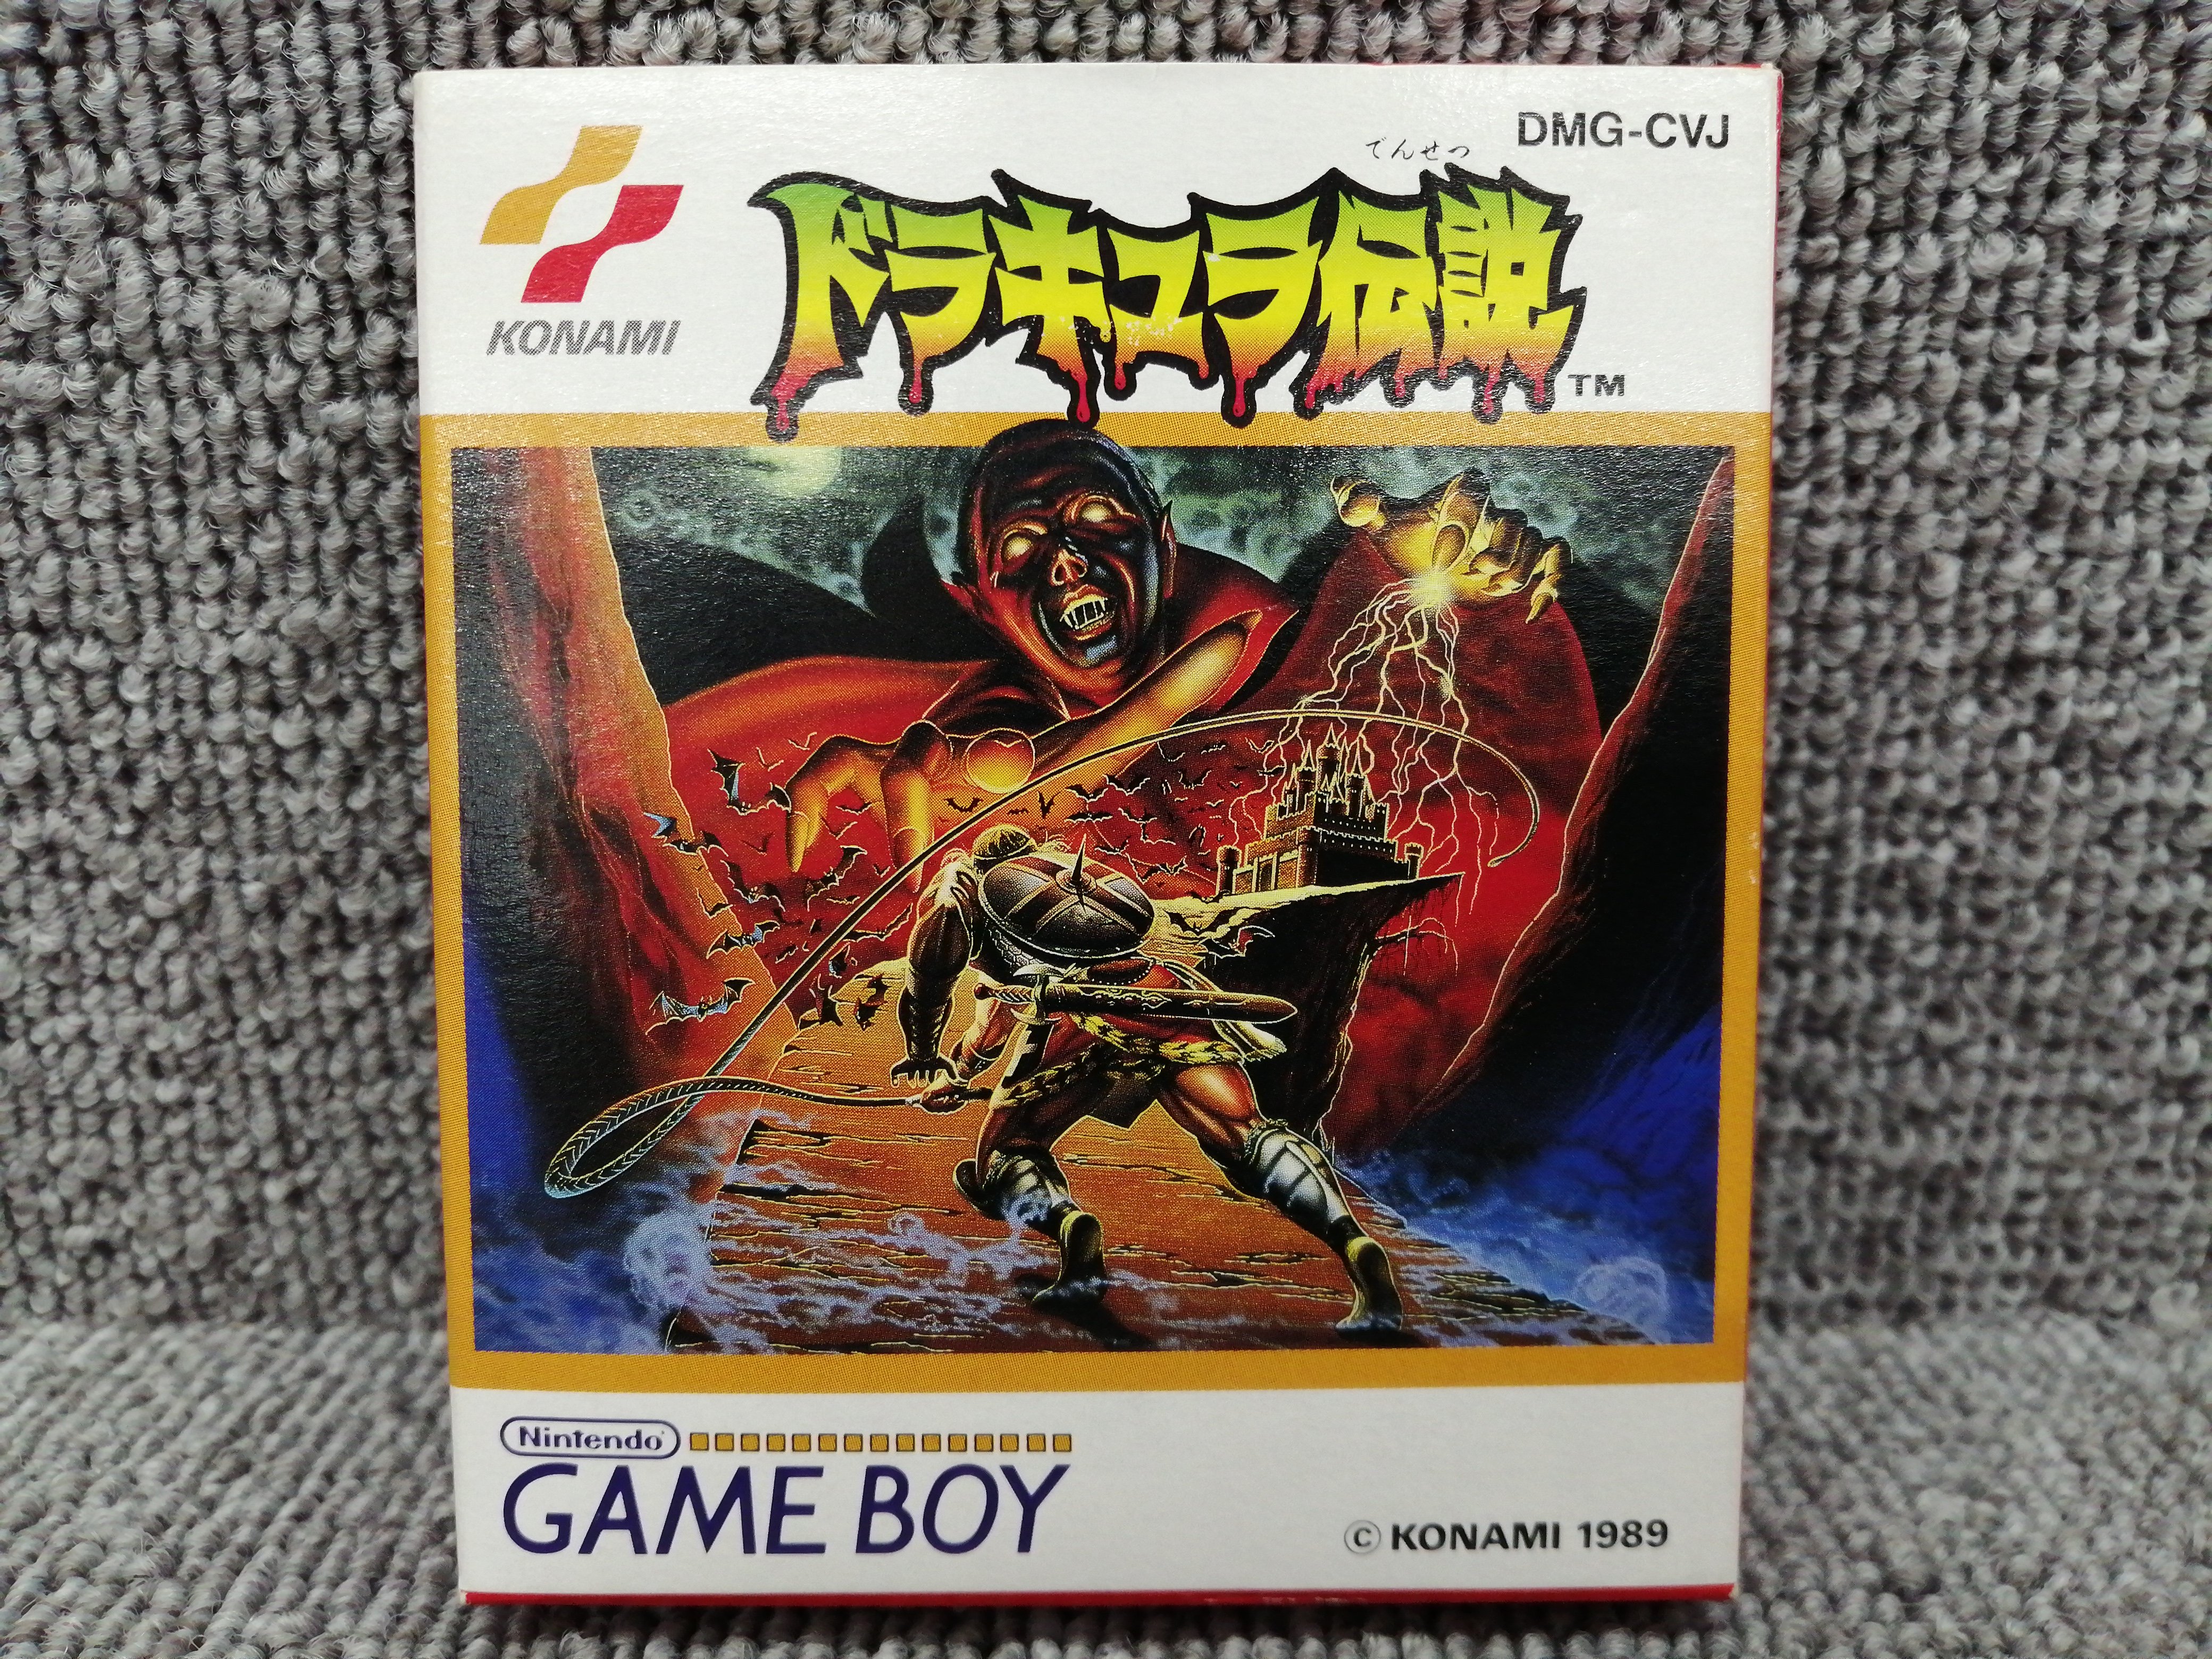 DMG-CVJ
でんせつ
ドラキュラ伝説
TM
KONAMI
Nintendo
GAME BOY
© KONAMI 1989